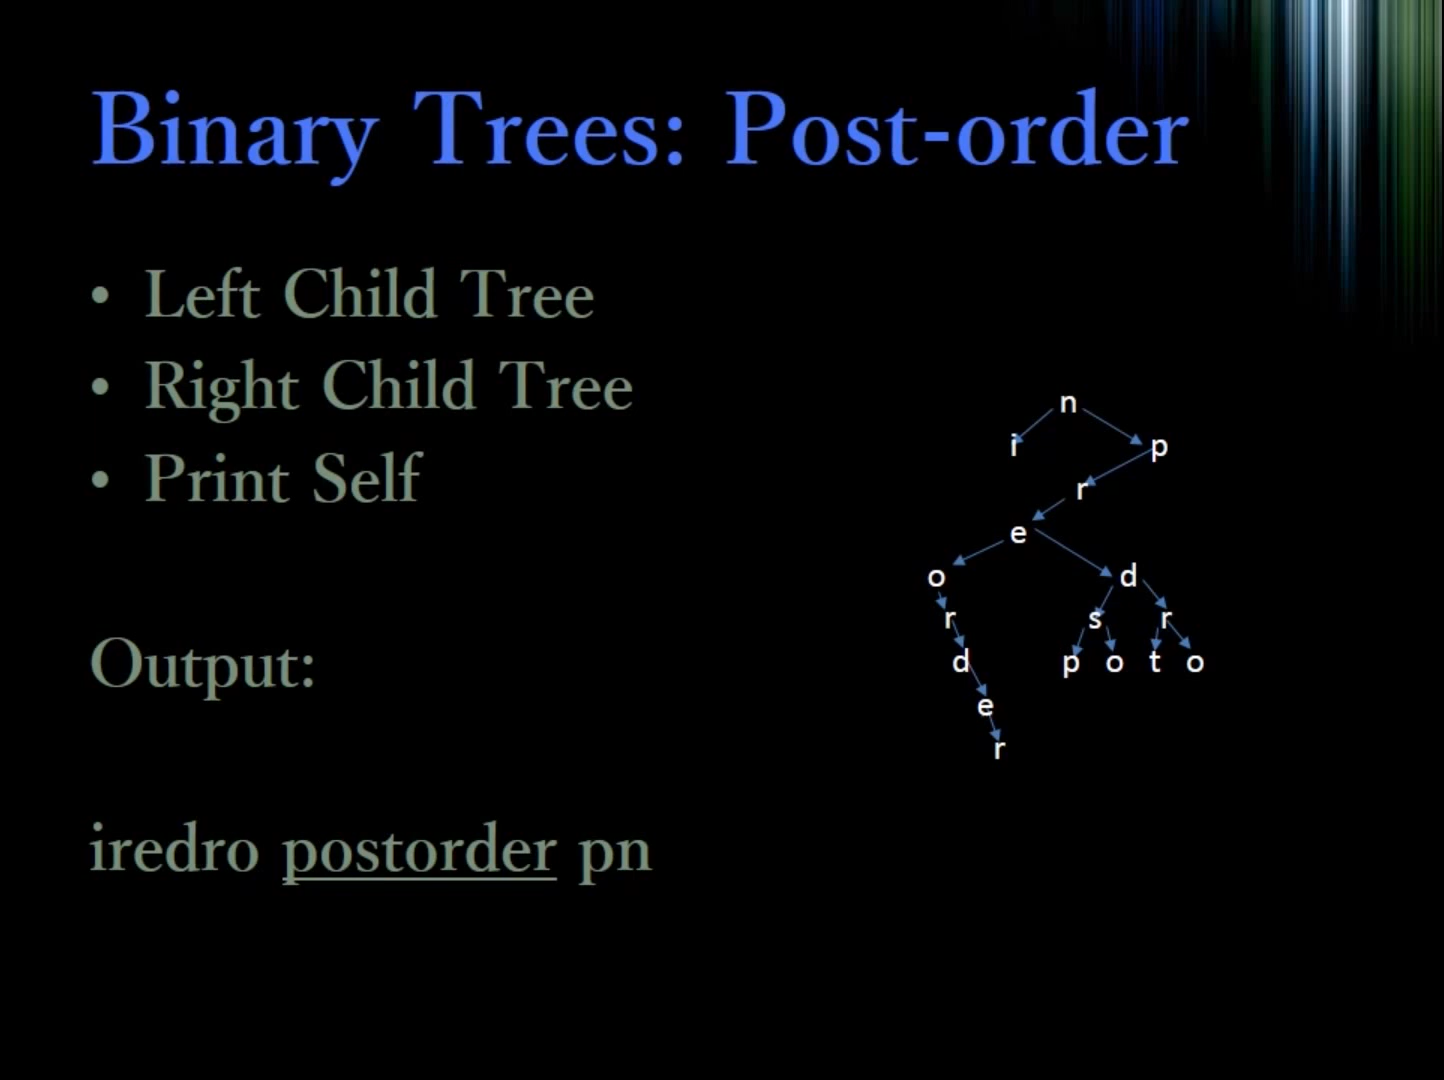 Binary Trees: Post-order
• Left Child Tree
• Right Child Tree
• Print Self
Output:
iredro postorder pn
n
i p
r
e
o d
r s r
d p o t o
e
r